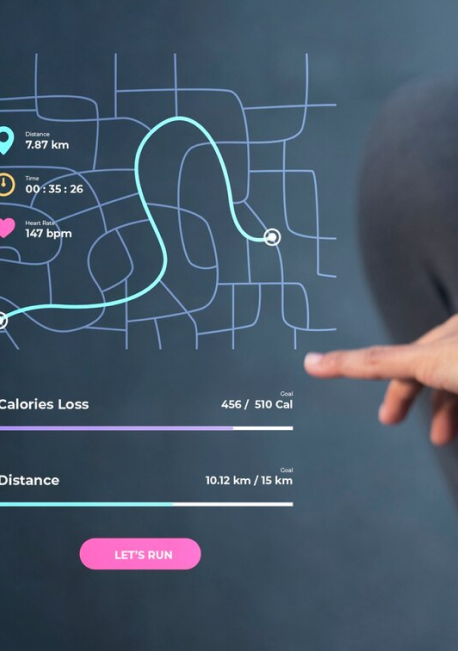 Distance
7.87 km
Time
00 : 35 : 26
Heart Rate
147 bpm
Goal
Calories Loss 456 / 510 Cal
Goal
Distance 10.12 km / 15 km
LET'S RUN